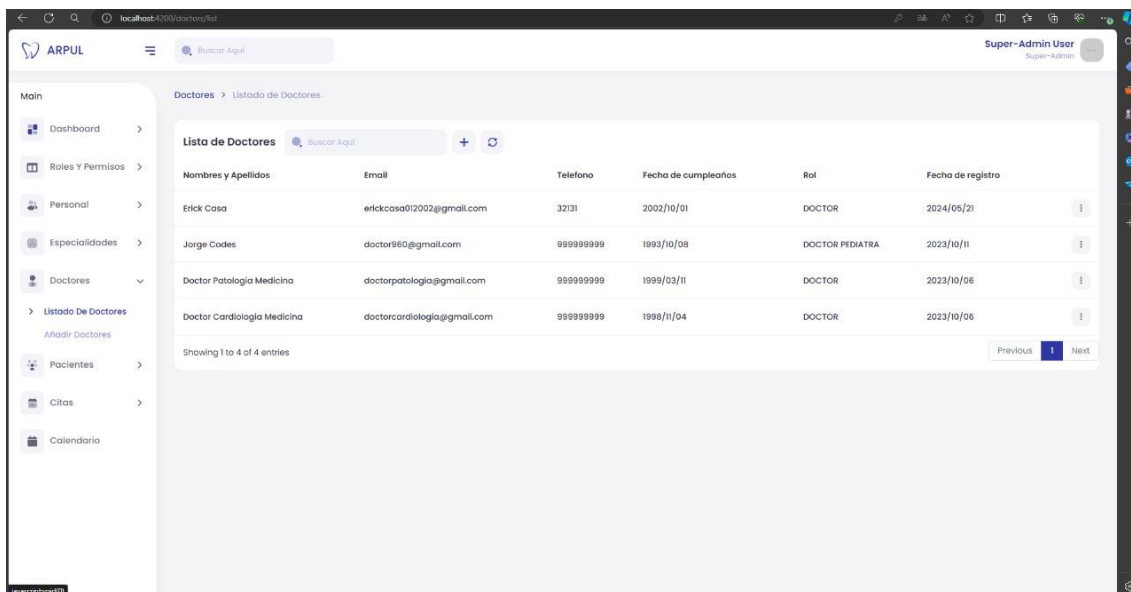 localhost:4200/doctors/list
ARPUL
Buscar Aqui
Super-Admin User
Super-Admin
Main
Doctores > Listado de Doctores
Dashboard
Roles Y Permisos
Personal
Especialidades
Doctores
Listado De Doctores
Añadir Doctores
Pacientes
Citas
Calendario
Lista de Doctores Buscar Aqui
Nombres y Apellidos Email Telefono Fecha de cumpleaños Rol Fecha de registro
Erick Casa erickcasa012002@gmail.com 32131 2002/10/01 DOCTOR 2024/05/21
Jorge Codes doctor960@gmail.com 999999999 1993/10/08 DOCTOR PEDIATRA 2023/10/11
Doctor Patologia Medicina doctorpatologia@gmail.com 999999999 1999/03/11 DOCTOR 2023/10/06
Doctor Cardiologia Medicina doctorcardiologia@gmail.com 999999999 1998/11/04 DOCTOR 2023/10/06
Showing 1 to 4 of 4 entries
Previous 1 Next